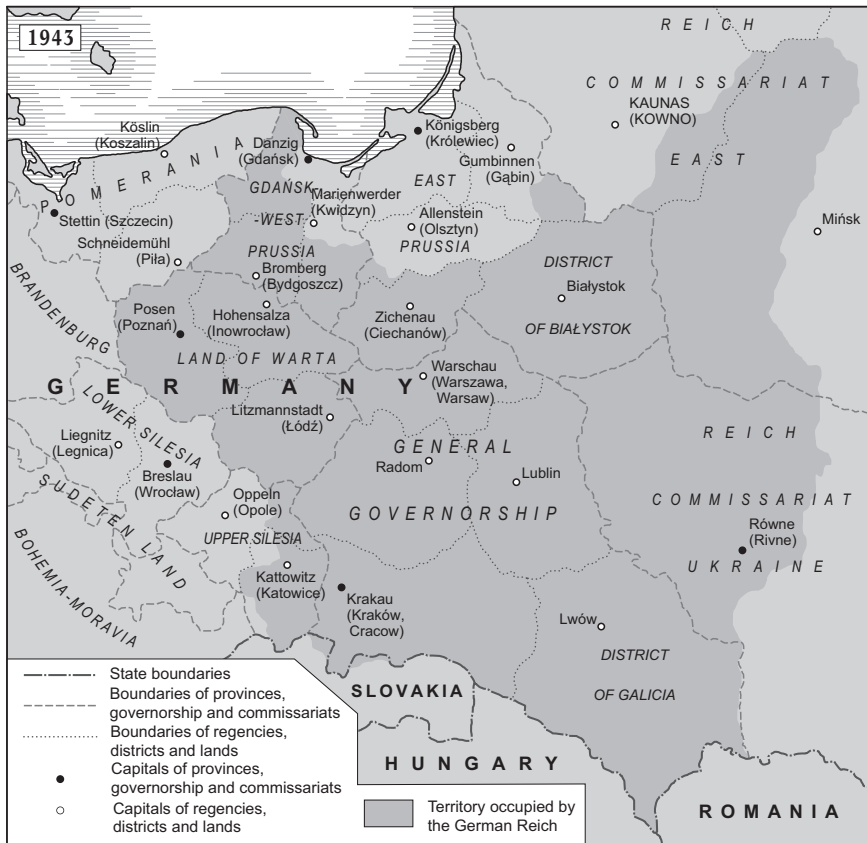 1943
REICH
COMMISSARIAT
EAST
KAUNAS
(KOWNO)
Köslin
(Koszalin)
Danzig
(Gdańsk)
Königsberg
(Królewiec)
Gumbinnen
(Gąbin)
POMERANIA
GDAŃSK-
-WEST
PRUSSIA
Marienwerder
(Kwidzyn)
EAST
PRUSSIA
Allenstein
(Olsztyn)
Mińsk
Stettin (Szczecin)
Schneidemühl
(Piła)
Bromberg
(Bydgoszcz)
DISTRICT
OF BIAŁYSTOK
Białystok
BRANDENBURG
Posen
(Poznań)
Hohensalza
(Inowrocław)
Zichenau
(Ciechanów)
LAND OF WARTA
GERMANY
Warschau
(Warszawa,
Warsaw)
Litzmannstadt
(Łódź)
LOWER SILESIA
Liegnitz
(Legnica)
Breslau
(Wrocław)
GENERAL
GOVERNORSHIP
Radom
Lublin
REICH
COMMISSARIAT
UKRAINE
Równe
(Rivne)
SUDETEN LAND
Oppeln
(Opole)
UPPER SILESIA
BOHEMIA-MORAVIA
Kattowitz
(Katowice)
Krakau
(Kraków,
Cracow)
Lwów
DISTRICT
OF GALICIA
SLOVAKIA
HUNGARY
ROMANIA
State boundaries
Boundaries of provinces,
governorship and commissariats
Boundaries of regencies,
districts and lands
Capitals of provinces,
governorship and commissariats
Capitals of regencies,
districts and lands
Territory occupied by
the German Reich